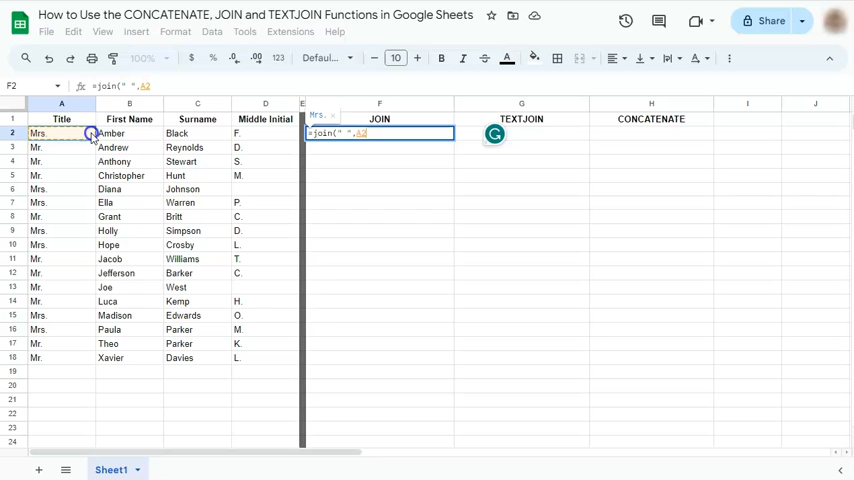 How to Use the CONCATENATE, JOIN and TEXTJOIN Functions in Google Sheets
File Edit View Insert Format Data Tools Extensions Help
Share
100% $ % .0 .00 123 Defaul... 10 B I A
F2 fx =join(" ",A2
A B C D E F G H I J
Mrs. ×
1 Title First Name Surname Middle Initial JOIN TEXTJOIN CONCATENATE
2 Mrs. Amber Black F. =join(" ",A2
3 Mr. Andrew Reynolds D.
4 Mr. Anthony Stewart S.
5 Mr. Christopher Hunt M.
6 Mrs. Diana Johnson
7 Mrs. Ella Warren P.
8 Mr. Grant Britt C.
9 Mrs. Holly Simpson D.
10 Mrs. Hope Crosby L.
11 Mr. Jacob Williams T.
12 Mr. Jefferson Barker C.
13 Mr. Joe West
14 Mr. Luca Kemp H.
15 Mrs. Madison Edwards O.
16 Mrs. Paula Parker M.
17 Mr. Theo Parker K.
18 Mr. Xavier Davies L.
19
20
21
22
23
24
Sheet1